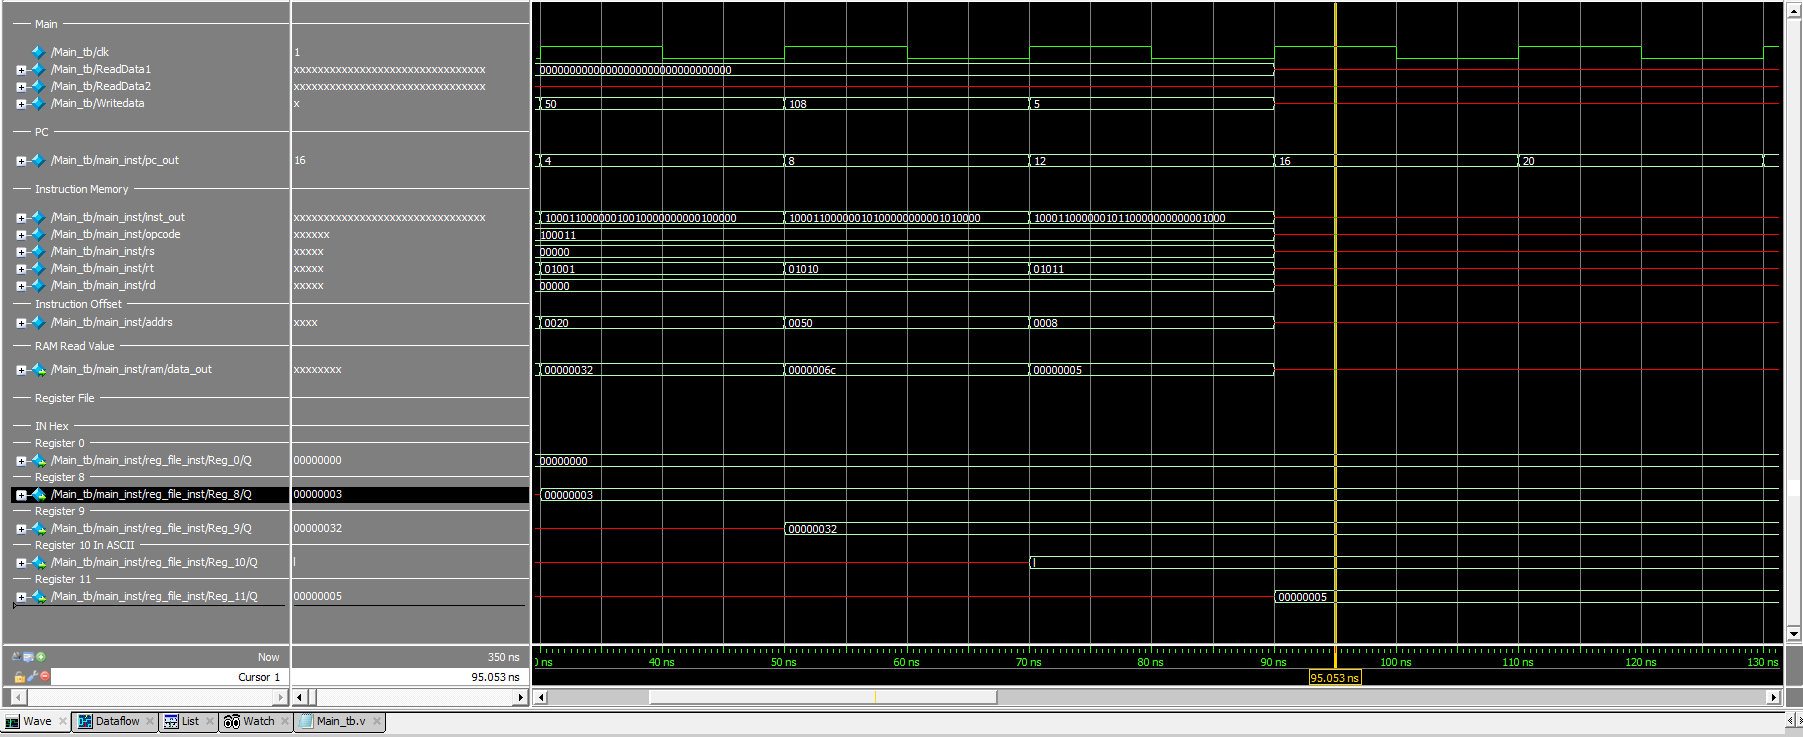 Main
/Main_tb/clk 1
/Main_tb/ReadData1 xxxxxxxxxxxxxxxxxxxxxxxxxxxxxxxx 00000000000000000000000000000000
/Main_tb/ReadData2 xxxxxxxxxxxxxxxxxxxxxxxxxxxxxxxx
/Main_tb/Writedata x 50 108 5
PC
/Main_tb/main_inst/pc_out 16 4 8 12 16 20
Instruction Memory
/Main_tb/main_inst/inst_out xxxxxxxxxxxxxxxxxxxxxxxxxxxxxxxx 10001100000010010000000000100000 10001100000010100000000001010000 10001100000010110000000000001000
/Main_tb/main_inst/opcode xxxxxx 100011
/Main_tb/main_inst/rs xxxxx 00000
/Main_tb/main_inst/rt xxxxx 01001 01010 01011
/Main_tb/main_inst/rd xxxxx 00000
Instruction Offset
/Main_tb/main_inst/addrs xxxx 0020 0050 0008
RAM Read Value
/Main_tb/main_inst/ram/data_out xxxxxxxx 00000032 0000006c 00000005
Register File
IN Hex
Register 0
/Main_tb/main_inst/reg_file_inst/Reg_0/Q 00000000 00000000
Register 8
/Main_tb/main_inst/reg_file_inst/Reg_8/Q 00000003 00000003
Register 9
/Main_tb/main_inst/reg_file_inst/Reg_9/Q 00000032 00000032
Register 10 In ASCII
/Main_tb/main_inst/reg_file_inst/Reg_10/Q l l
Register 11
/Main_tb/main_inst/reg_file_inst/Reg_11/Q 00000005 00000005
Now 350 ns 0 ns 40 ns 50 ns 60 ns 70 ns 80 ns 90 ns 100 ns 110 ns 120 ns 130 ns
Cursor 1 95.053 ns 95.053 ns
Wave Dataflow List Watch Main_tb.v